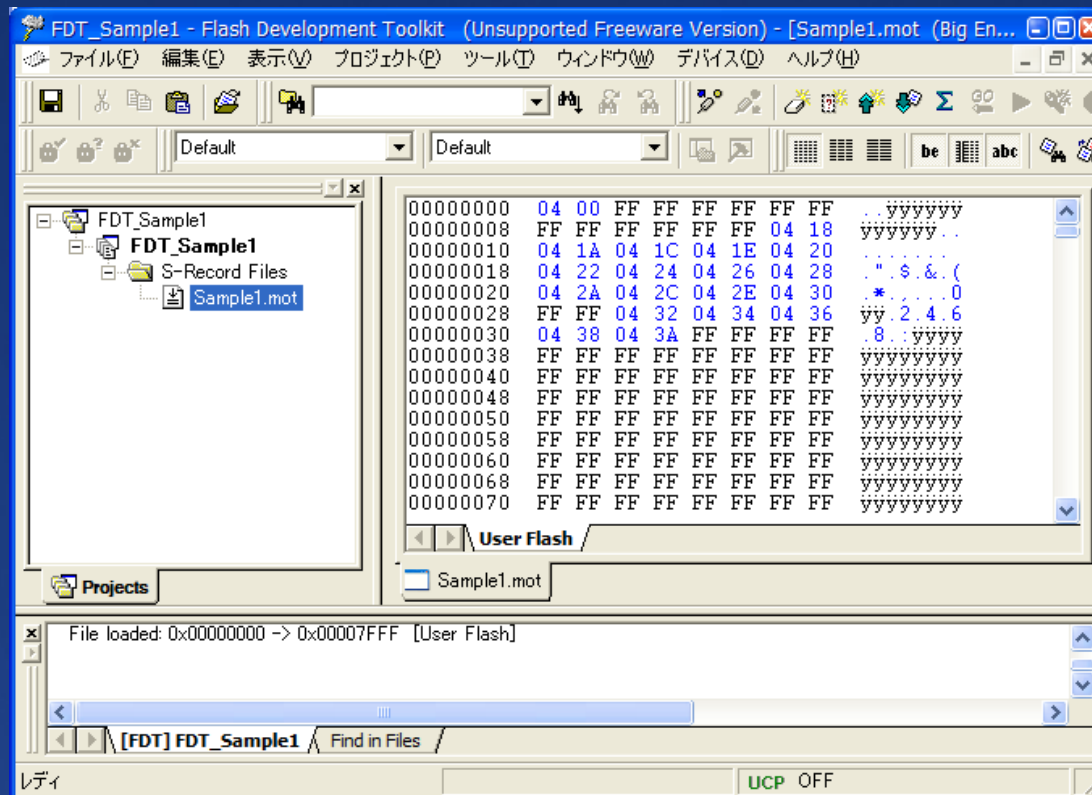 FDT_Sample1 - Flash Development Toolkit (Unsupported Freeware Version) - [Sample1.mot (Big En...
ファイル(F) 編集(E) 表示(V) プロジェクト(P) ツール(T) ウィンドウ(W) デバイス(D) ヘルプ(H)
Default Default be abc
FDT_Sample1
FDT_Sample1
S-Record Files
Sample1.mot
Projects
00000000 04 00 FF FF FF FF FF FF ..ÿÿÿÿÿÿ
00000008 FF FF FF FF FF FF 04 18 ÿÿÿÿÿÿ..
00000010 04 1A 04 1C 04 1E 04 20 .......
00000018 04 22 04 24 04 26 04 28 .".$.&.(
00000020 04 2A 04 2C 04 2E 04 30 .*.,...0
00000028 FF FF 04 32 04 34 04 36 ÿÿ.2.4.6
00000030 04 38 04 3A FF FF FF FF .8.:ÿÿÿÿ
00000038 FF FF FF FF FF FF FF FF ÿÿÿÿÿÿÿÿ
00000040 FF FF FF FF FF FF FF FF ÿÿÿÿÿÿÿÿ
00000048 FF FF FF FF FF FF FF FF ÿÿÿÿÿÿÿÿ
00000050 FF FF FF FF FF FF FF FF ÿÿÿÿÿÿÿÿ
00000058 FF FF FF FF FF FF FF FF ÿÿÿÿÿÿÿÿ
00000060 FF FF FF FF FF FF FF FF ÿÿÿÿÿÿÿÿ
00000068 FF FF FF FF FF FF FF FF ÿÿÿÿÿÿÿÿ
00000070 FF FF FF FF FF FF FF FF ÿÿÿÿÿÿÿÿ
User Flash
Sample1.mot
File loaded: 0x00000000 -> 0x00007FFF [User Flash]
[FDT] FDT_Sample1 Find in Files
レディ UCP OFF